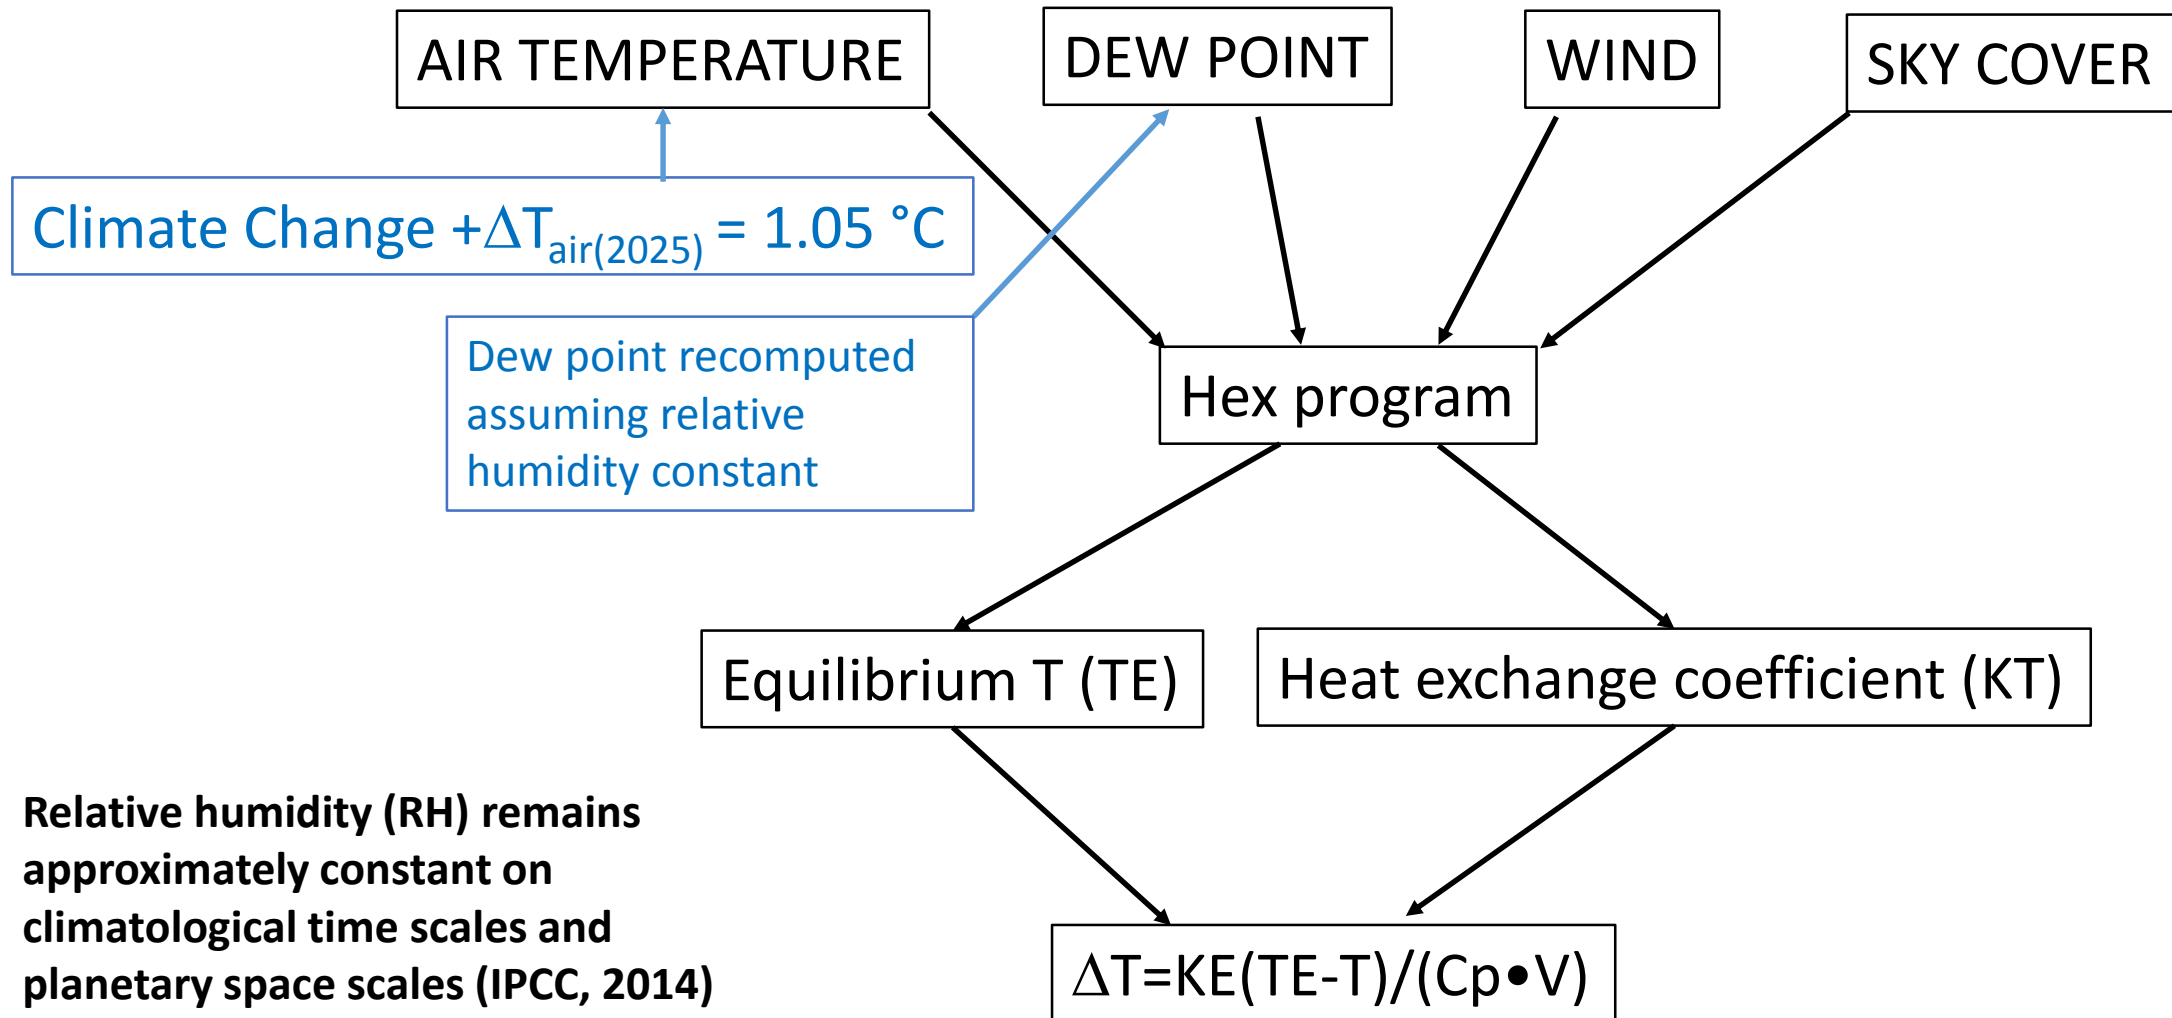 AIR TEMPERATURE
DEW POINT
WIND
SKY COVER
Climate Change +ΔTair(2025) = 1.05 °C
Dew point recomputed
assuming relative
humidity constant
Hex program
Equilibrium T (TE)
Heat exchange coefficient (KT)
Relative humidity (RH) remains
approximately constant on
climatological time scales and
planetary space scales (IPCC, 2014)
ΔT=KE(TE-T)/(Cp•V)